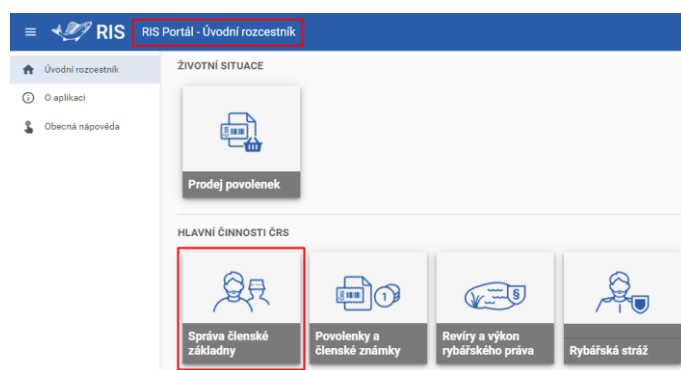 RIS
RIS Portál - Úvodní rozcestník
Úvodní rozcestník
O aplikaci
Obecná nápověda
ŽIVOTNÍ SITUACE
Prodej povolenek
HLAVNÍ ČINNOSTI ČRS
Správa členské
základny
Povolenky a
členské známky
Revíry a výkon
rybářského práva
Rybářská stráž